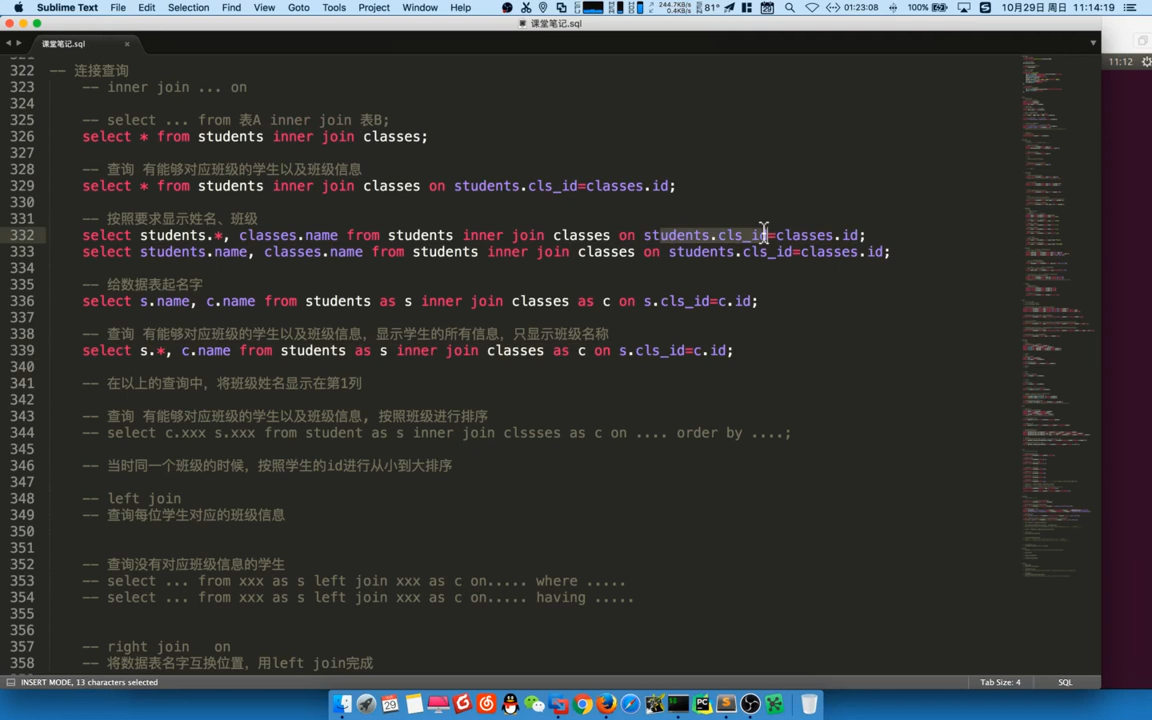 Sublime Text File Edit Selection Find View Goto Tools Project Window Help 244.7KB/s 0.4KB/s 81° 01:23:08 100% 10月29日 周日 11:14:19
课堂笔记.sql
课堂笔记.sql
11:12
322 -- 连接查询
323 -- inner join ... on
324
325 -- select ... from 表A inner join 表B;
326 select * from students inner join classes;
327
328 -- 查询 有能够对应班级的学生以及班级信息
329 select * from students inner join classes on students.cls_id=classes.id;
330
331 -- 按照要求显示姓名、班级
332 select students.*, classes.name from students inner join classes on students.cls_id=classes.id;
333 select students.name, classes.name from students inner join classes on students.cls_id=classes.id;
334
335 -- 给数据表起名字
336 select s.name, c.name from students as s inner join classes as c on s.cls_id=c.id;
337
338 -- 查询 有能够对应班级的学生以及班级信息，显示学生的所有信息，只显示班级名称
339 select s.*, c.name from students as s inner join classes as c on s.cls_id=c.id;
340
341 -- 在以上的查询中，将班级姓名显示在第1列
342
343 -- 查询 有能够对应班级的学生以及班级信息, 按照班级进行排序
344 -- select c.xxx s.xxx from student as s inner join clssses as c on .... order by ....;
345
346 -- 当时同一个班级的时候，按照学生的id进行从小到大排序
347
348 -- left join
349 -- 查询每位学生对应的班级信息
350
351
352 -- 查询没有对应班级信息的学生
353 -- select ... from xxx as s left join xxx as c on..... where .....
354 -- select ... from xxx as s left join xxx as c on..... having .....
355
356
357 -- right join on
358 -- 将数据表名字互换位置，用left join完成
INSERT MODE, 13 characters selected Tab Size: 4 SQL